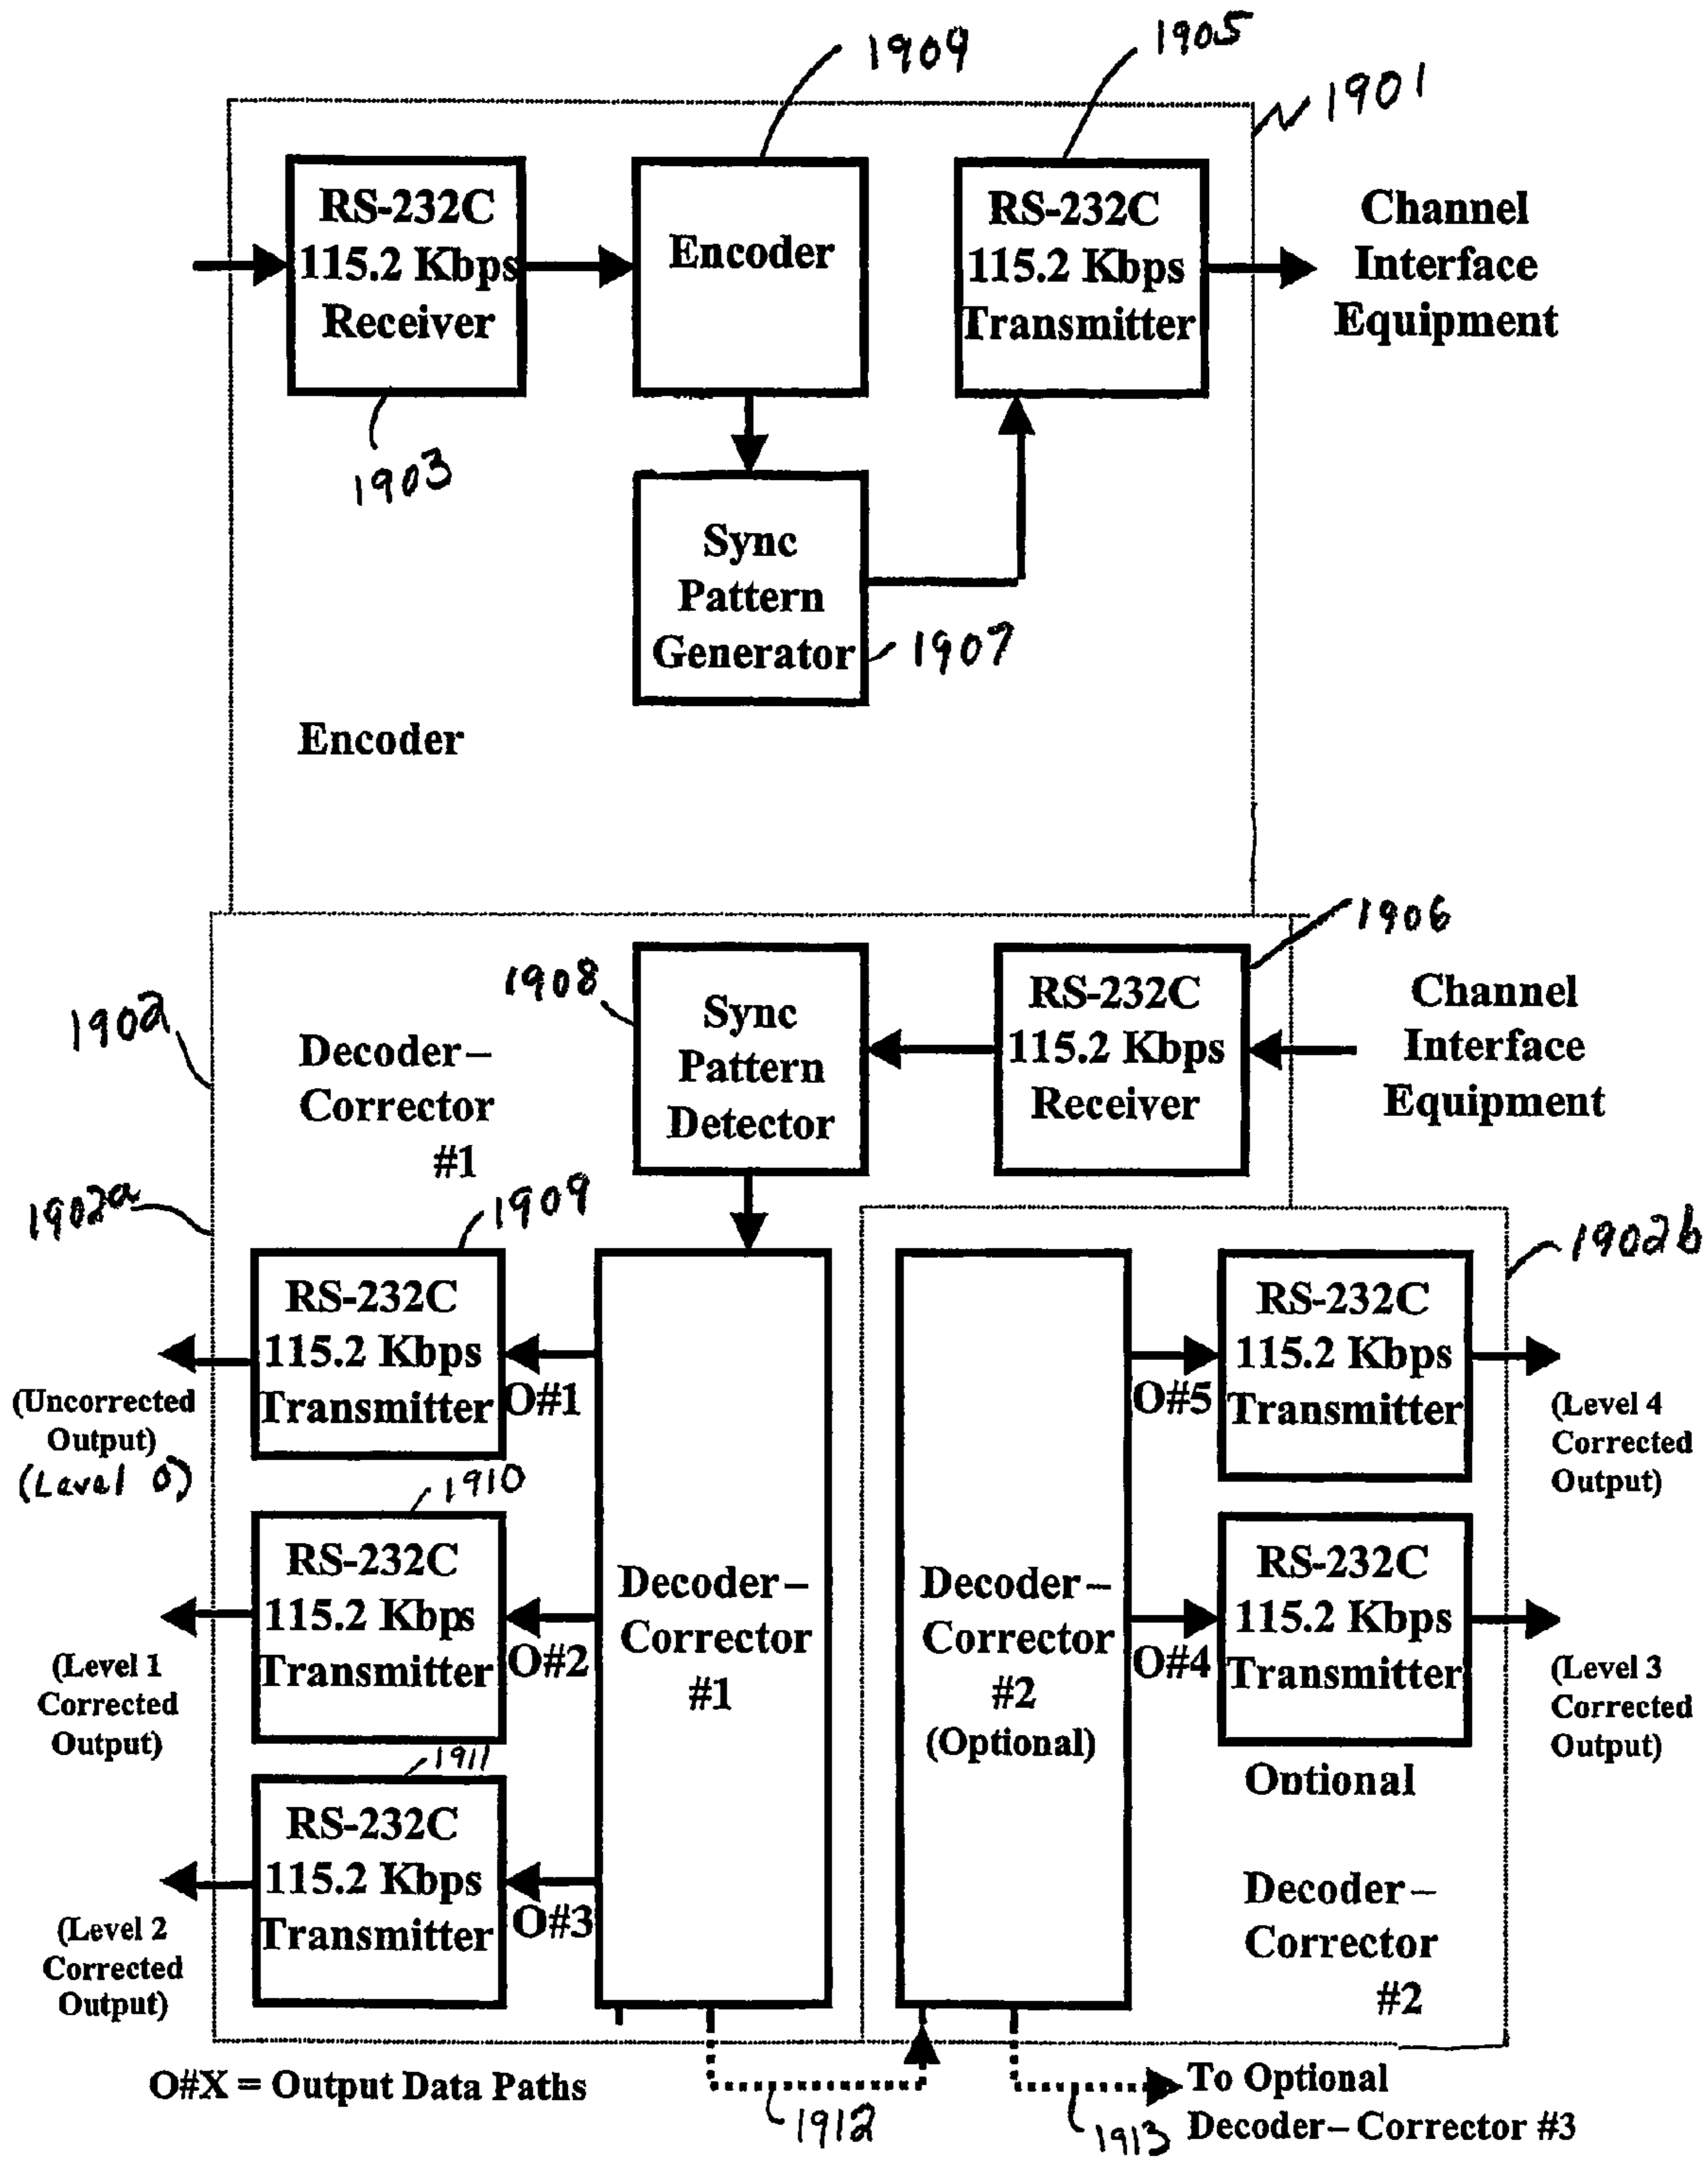 1904
1905
1901
RS-232C
115.2 Kbps
Receiver
Encoder
RS-232C
115.2 Kbps
Transmitter
Channel
Interface
Equipment
1903
Sync
Pattern
Generator
1907
Encoder
1906
1908
1902
Decoder–
Corrector
#1
Sync
Pattern
Detector
RS-232C
115.2 Kbps
Receiver
Channel
Interface
Equipment
1902a
1909
1902b
RS-232C
115.2 Kbps
Transmitter
O#1
(Uncorrected
Output)
(Level 0)
O#5
RS-232C
115.2 Kbps
Transmitter
(Level 4
Corrected
Output)
1910
RS-232C
115.2 Kbps
Transmitter
O#2
(Level 1
Corrected
Output)
Decoder–
Corrector
#1
Decoder–
Corrector
#2
(Optional)
O#4
RS-232C
115.2 Kbps
Transmitter
(Level 3
Corrected
Output)
Optional
1911
RS-232C
115.2 Kbps
Transmitter
O#3
(Level 2
Corrected
Output)
Decoder–
Corrector
#2
O#X = Output Data Paths
1912
1913
To Optional
Decoder–Corrector #3